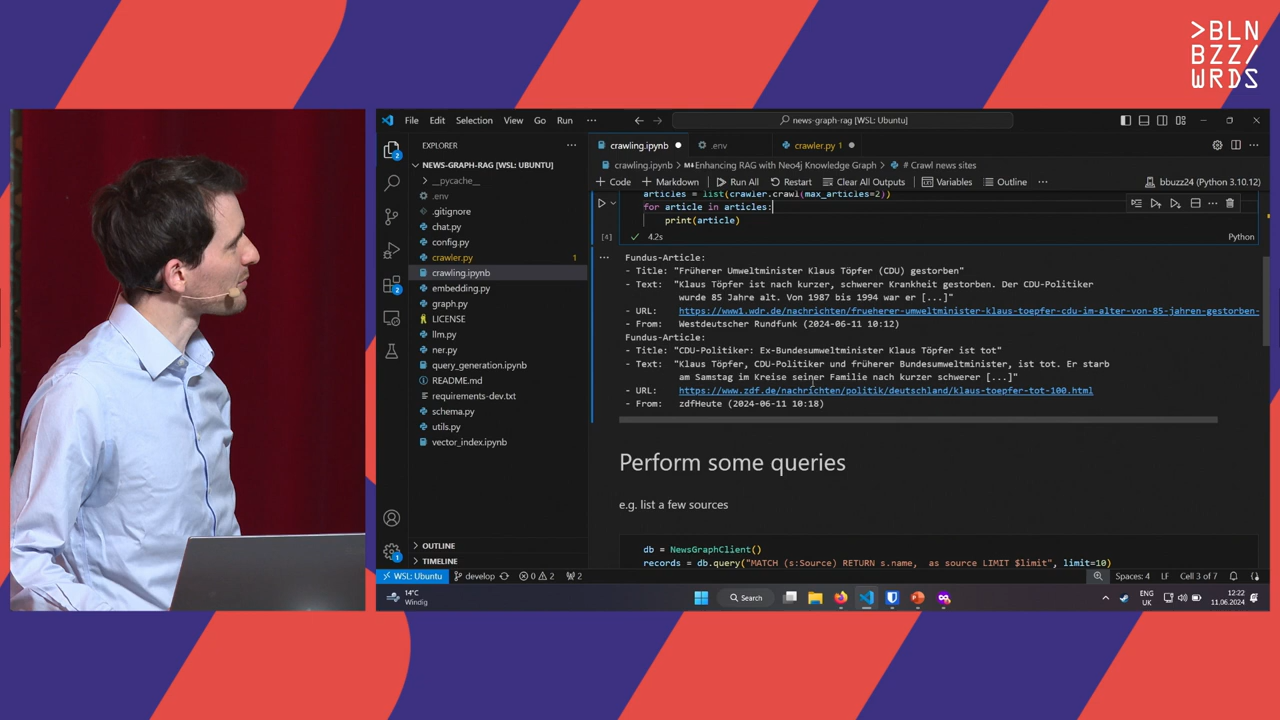 >BLN
BZZ/
WRDS
File Edit Selection View Go Run ···
news-graph-rag [WSL: Ubuntu]
EXPLORER ···
NEWS-GRAPH-RAG [WSL: UBUNTU]
__pycache__
.env
.gitignore
chat.py
config.py
crawler.py 1
crawling.ipynb
embedding.py
graph.py
LICENSE
llm.py
ner.py
query_generation.ipynb
README.md
requirements-dev.txt
schema.py
utils.py
vector_index.ipynb
OUTLINE
TIMELINE
2
2
1
crawling.ipynb .env crawler.py 1
crawling.ipynb > Enhancing RAG with Neo4j Knowledge Graph > # Crawl news sites
+ Code + Markdown Run All Restart Clear All Outputs Variables Outline ··· bbuzz24 (Python 3.10.12)
articles = list(crawler.crawl(max_articles=2))
for article in articles:
print(article)
[4] 4.2s Python
Fundus-Article:
- Title: "Früherer Umweltminister Klaus Töpfer (CDU) gestorben"
- Text: "Klaus Töpfer ist nach kurzer, schwerer Krankheit gestorben. Der CDU-Politiker
wurde 85 Jahre alt. Von 1987 bis 1994 war er [...]"
- URL: https://www1.wdr.de/nachrichten/frueherer-umweltminister-klaus-toepfer-cdu-im-alter-von-85-jahren-gestorben-
- From: Westdeutscher Rundfunk (2024-06-11 10:12)
Fundus-Article:
- Title: "CDU-Politiker: Ex-Bundesumweltminister Klaus Töpfer ist tot"
- Text: "Klaus Töpfer, CDU-Politiker und früherer Bundesumweltminister, ist tot. Er starb
am Samstag im Kreise seiner Familie nach kurzer schwerer [...]"
- URL: https://www.zdf.de/nachrichten/politik/deutschland/klaus-toepfer-tot-100.html
- From: zdfHeute (2024-06-11 10:18)
Perform some queries
e.g. list a few sources
db = NewsGraphClient()
records = db.query("MATCH (s:Source) RETURN s.name, as source LIMIT $limit", limit=10)
WSL: Ubuntu develop 0 2 2 Spaces: 4 LF Cell 3 of 7
14°C
Windig
Search
ENG
UK
12:22
11.06.2024